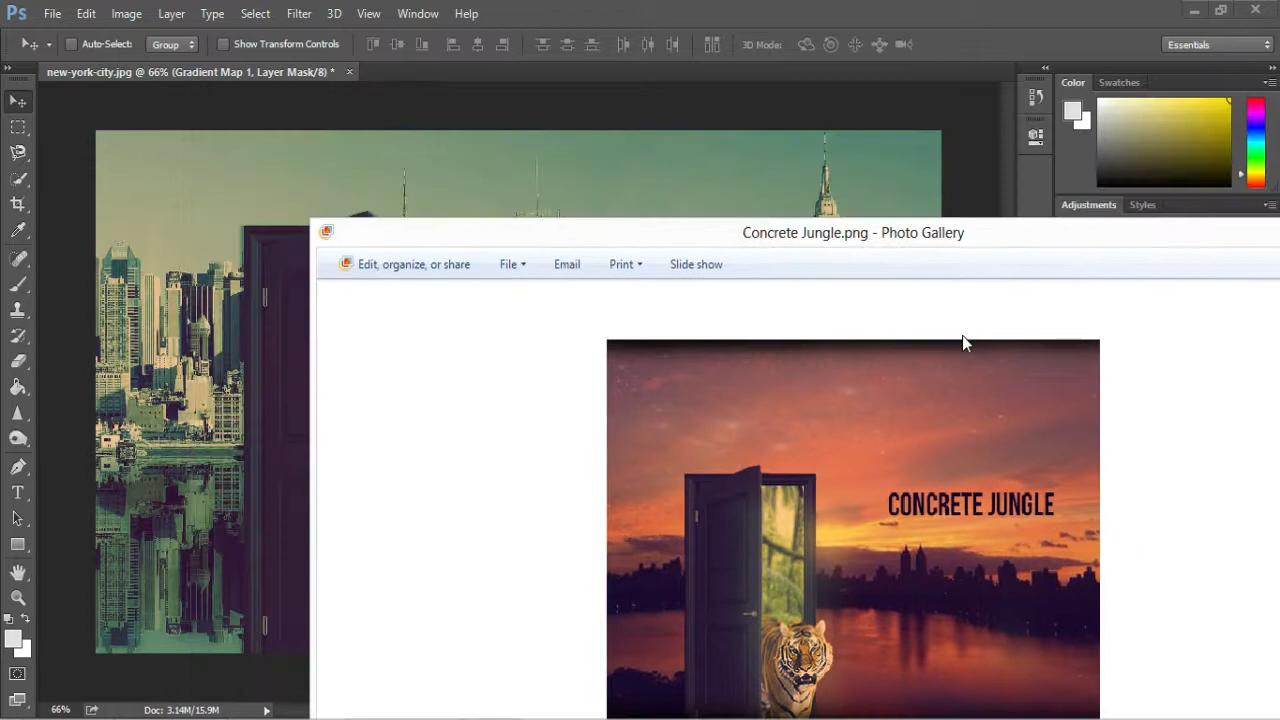 Ps File Edit Image Layer Type Select Filter 3D View Window Help
Auto-Select: Group Show Transform Controls 3D Mode: Essentials
new-york-city.jpg @ 66% (Gradient Map 1, Layer Mask/8) * ×
Color Swatches
Adjustments Styles
Concrete Jungle.png - Photo Gallery
Edit, organize, or share File Email Print Slide show
CONCRETE JUNGLE
66% Doc: 3.14M/15.9M